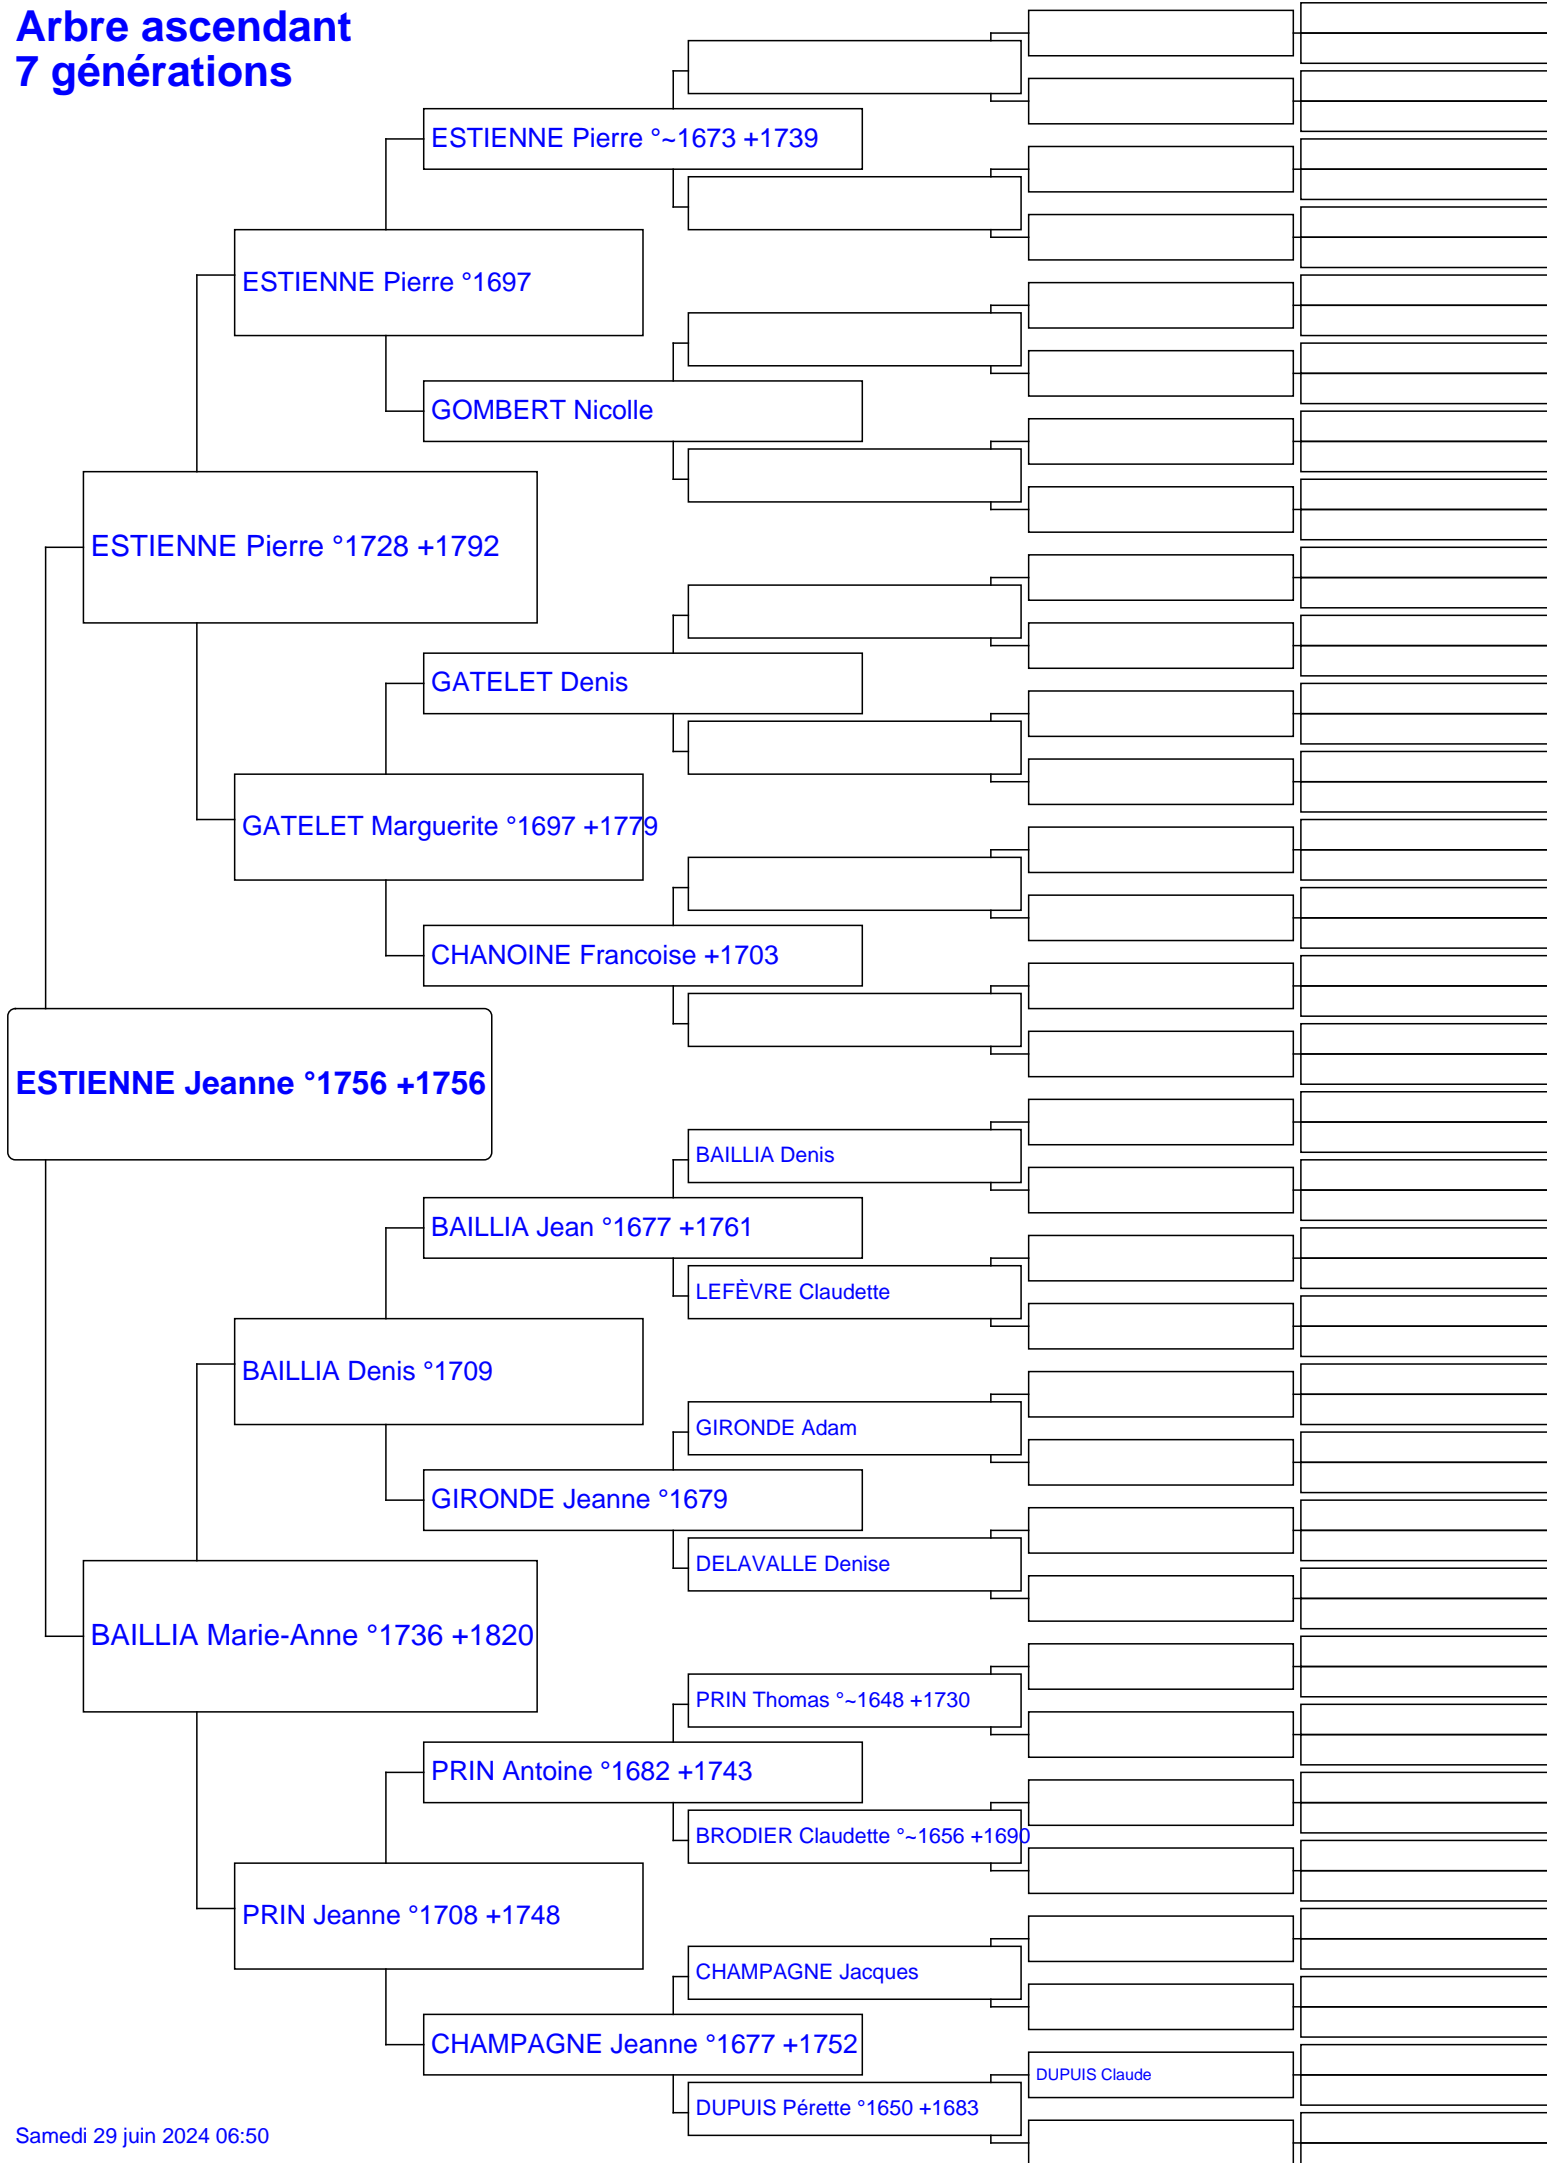 Arbre ascendant
7 générations
ESTIENNE Pierre °~1673 +1739
ESTIENNE Pierre °1697
GOMBERT Nicolle
ESTIENNE Pierre °1728 +1792
GATELET Denis
GATELET Marguerite °1697 +1779
CHANOINE Francoise +1703
ESTIENNE Jeanne °1756 +1756
BAILLIA Denis
BAILLIA Jean °1677 +1761
LEFÈVRE Claudette
BAILLIA Denis °1709
GIRONDE Adam
GIRONDE Jeanne °1679
DELAVALLE Denise
BAILLIA Marie-Anne °1736 +1820
PRIN Thomas °~1648 +1730
PRIN Antoine °1682 +1743
BRODIER Claudette °~1656 +1690
PRIN Jeanne °1708 +1748
CHAMPAGNE Jacques
CHAMPAGNE Jeanne °1677 +1752
DUPUIS Claude
DUPUIS Pérette °1650 +1683
Samedi 29 juin 2024 06:50